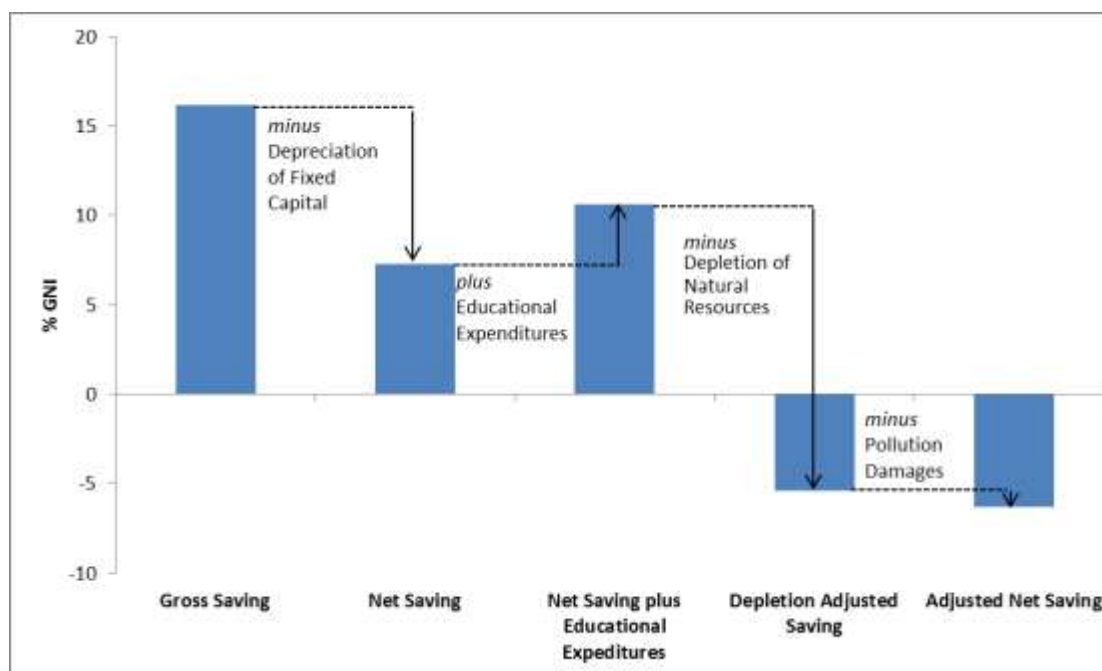 20
15
10
5
0
-5
-10
% GNI
minus
Depreciation
of Fixed
Capital
plus
Educational
Expenditures
minus
Depletion of
Natural
Resources
minus
Pollution
Damages
Gross Saving
Net Saving
Net Saving plus
Educational
Expeditures
Depletion Adjusted
Saving
Adjusted Net Saving